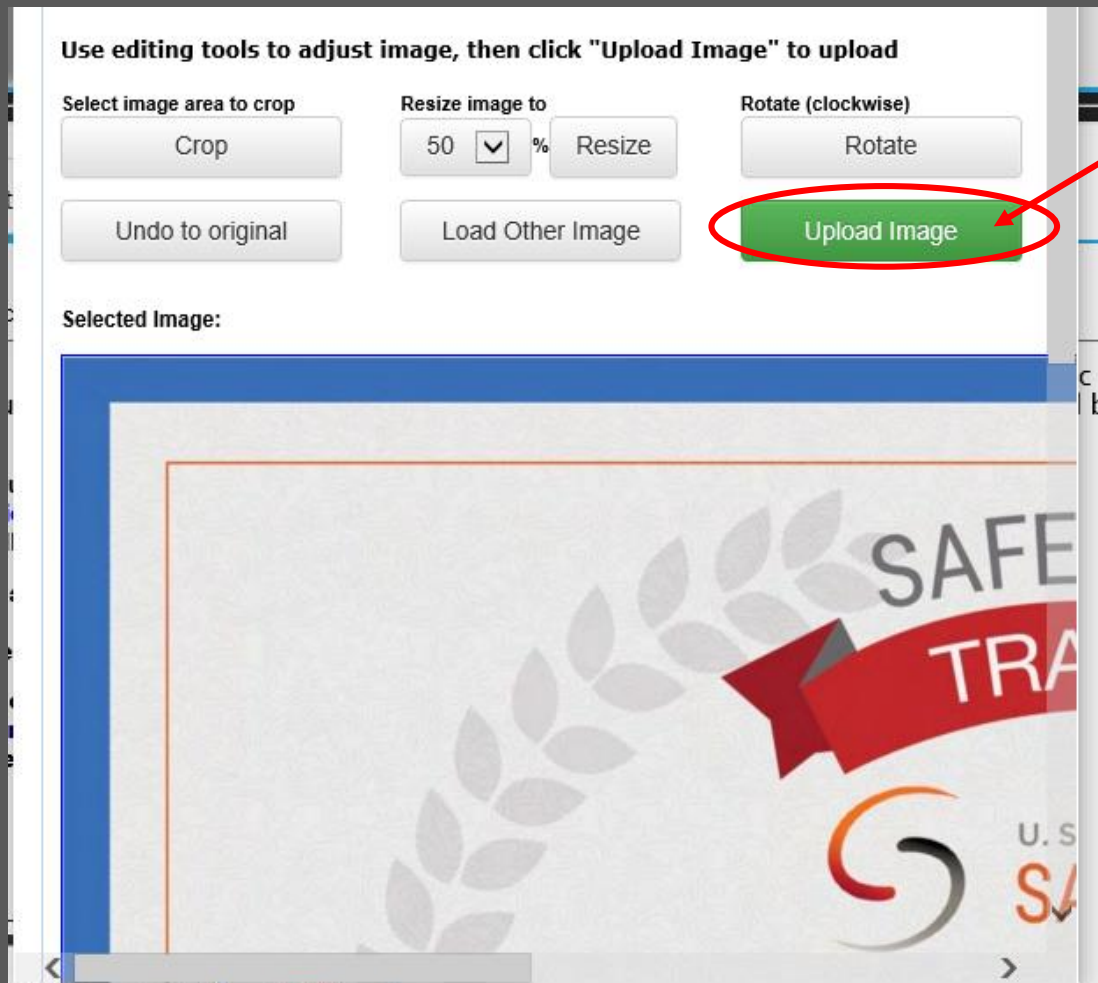 Use editing tools to adjust image, then click "Upload Image" to upload
Select image area to crop
Resize image to
Rotate (clockwise)
Crop
50 % Resize
Rotate
Undo to original
Load Other Image
Upload Image
Selected Image:
SAFE
TRA
U. S
SA